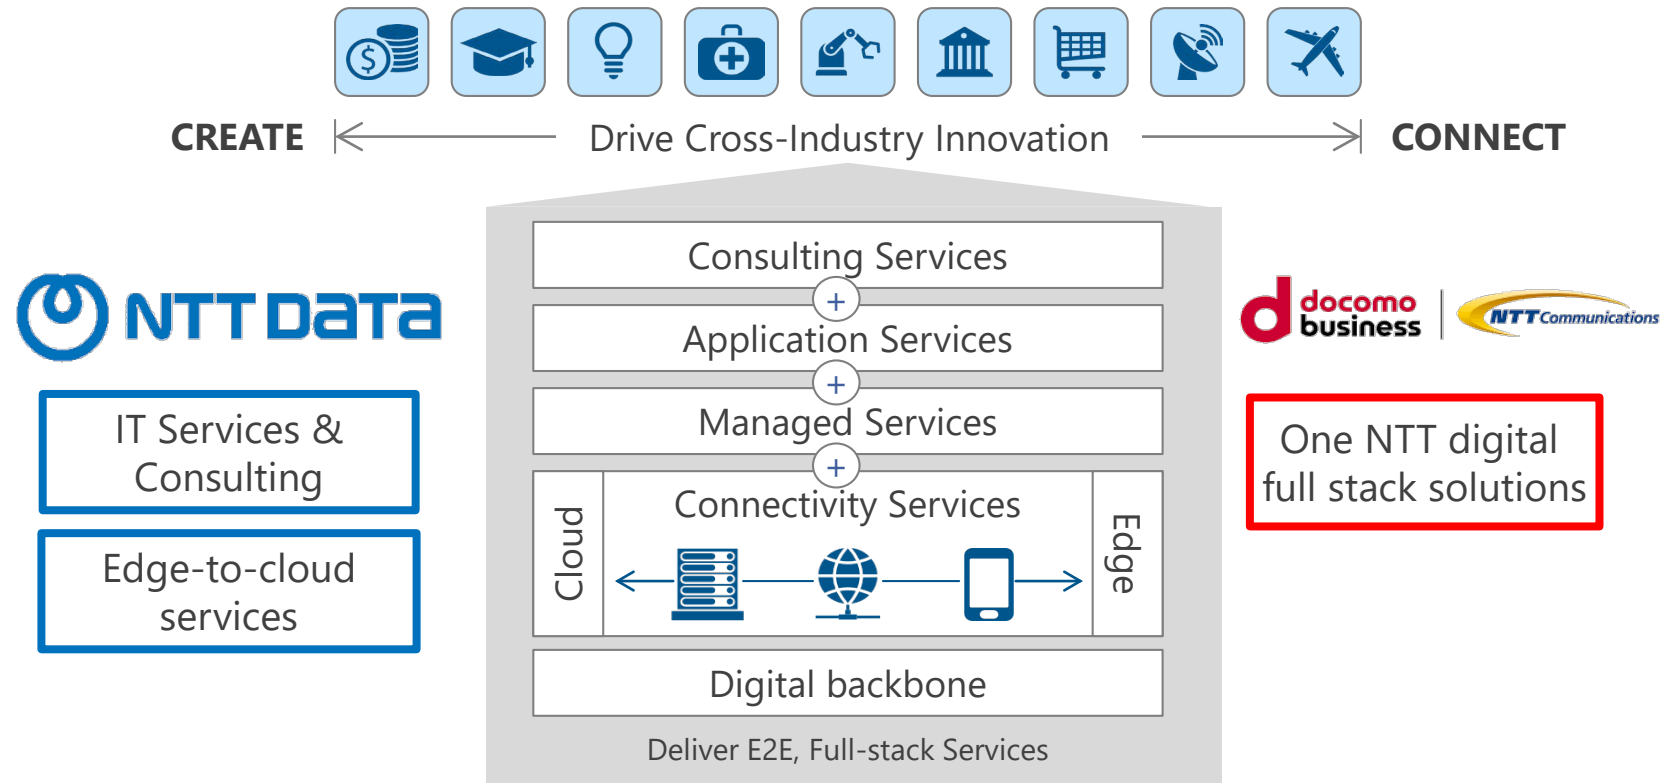 CREATE
Drive Cross-Industry Innovation
CONNECT
Consulting Services
+
Application Services
+
Managed Services
+
Connectivity Services
Cloud
Edge
Digital backbone
Deliver E2E, Full-stack Services
NTT DATA
IT Services &
Consulting
Edge-to-cloud
services
docomo
business
NTT Communications
One NTT digital
full stack solutions
$